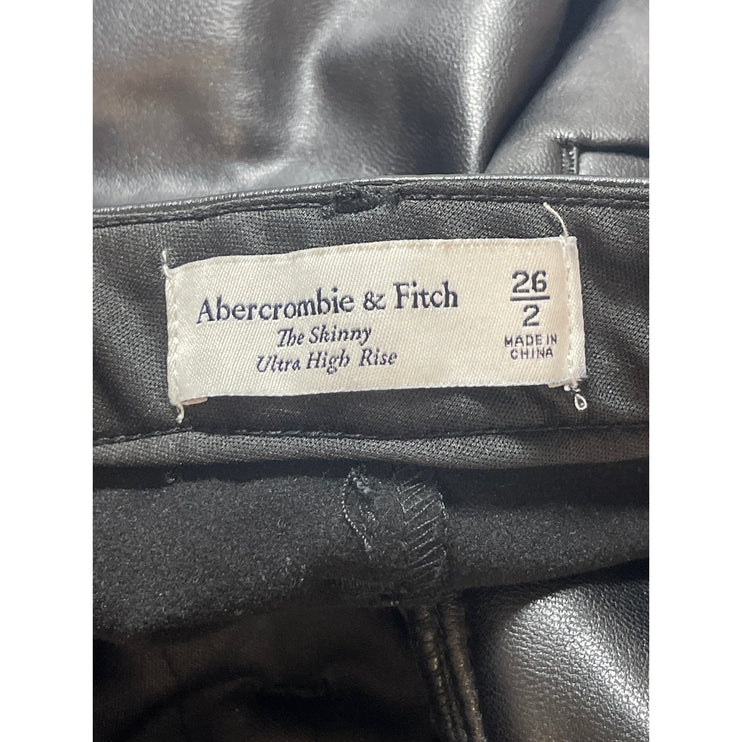 Abercrombie & Fitch
The Skinny
Ultra High Rise
26
2
MADE IN
CHINA